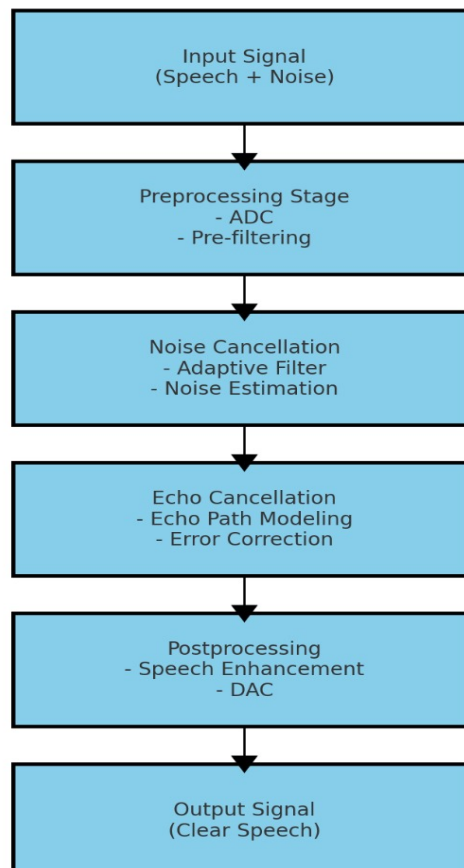 Input Signal
(Speech + Noise)
Preprocessing Stage
- ADC
- Pre-filtering
Noise Cancellation
- Adaptive Filter
- Noise Estimation
Echo Cancellation
- Echo Path Modeling
- Error Correction
Postprocessing
- Speech Enhancement
- DAC
Output Signal
(Clear Speech)